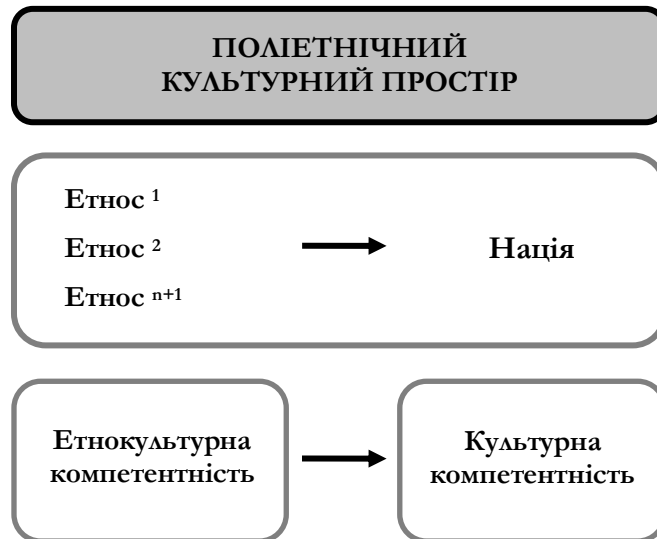 ПОЛІЕТНІЧНИЙ
КУЛЬТУРНИЙ ПРОСТІР
Етнос ¹
Етнос ²
Етнос ⁿ⁺¹
Нація
Етнокультурна
компетентність
Культурна
компетентність